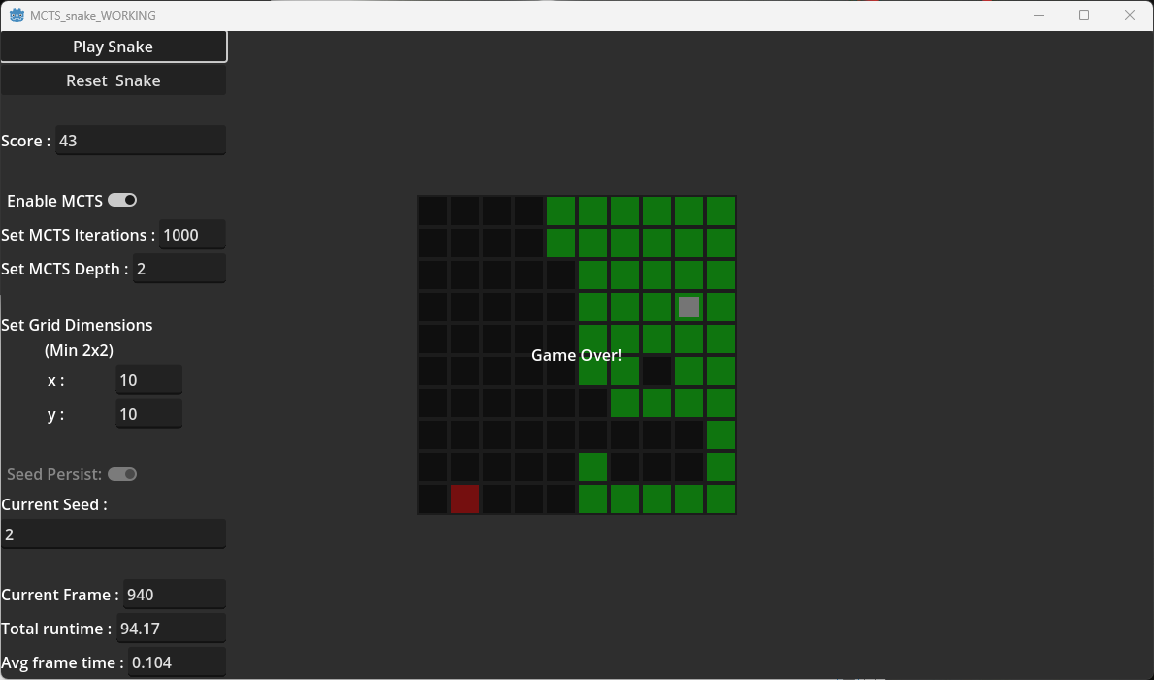 MCTS_snake_WORKING
Play Snake
Reset Snake
Score : 43
Enable MCTS
Set MCTS Iterations : 1000
Set MCTS Depth : 2
Set Grid Dimensions
(Min 2x2)
x : 10
y : 10
Game Over!
Seed Persist:
Current Seed :
2
Current Frame : 940
Total runtime : 94.17
Avg frame time : 0.104